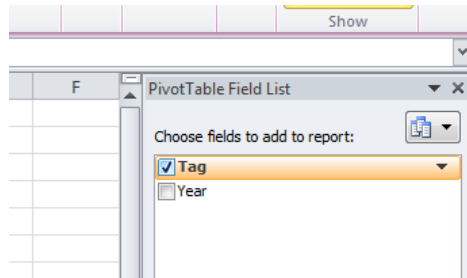 Show
F
PivotTable Field List
Choose fields to add to report:
Tag
Year